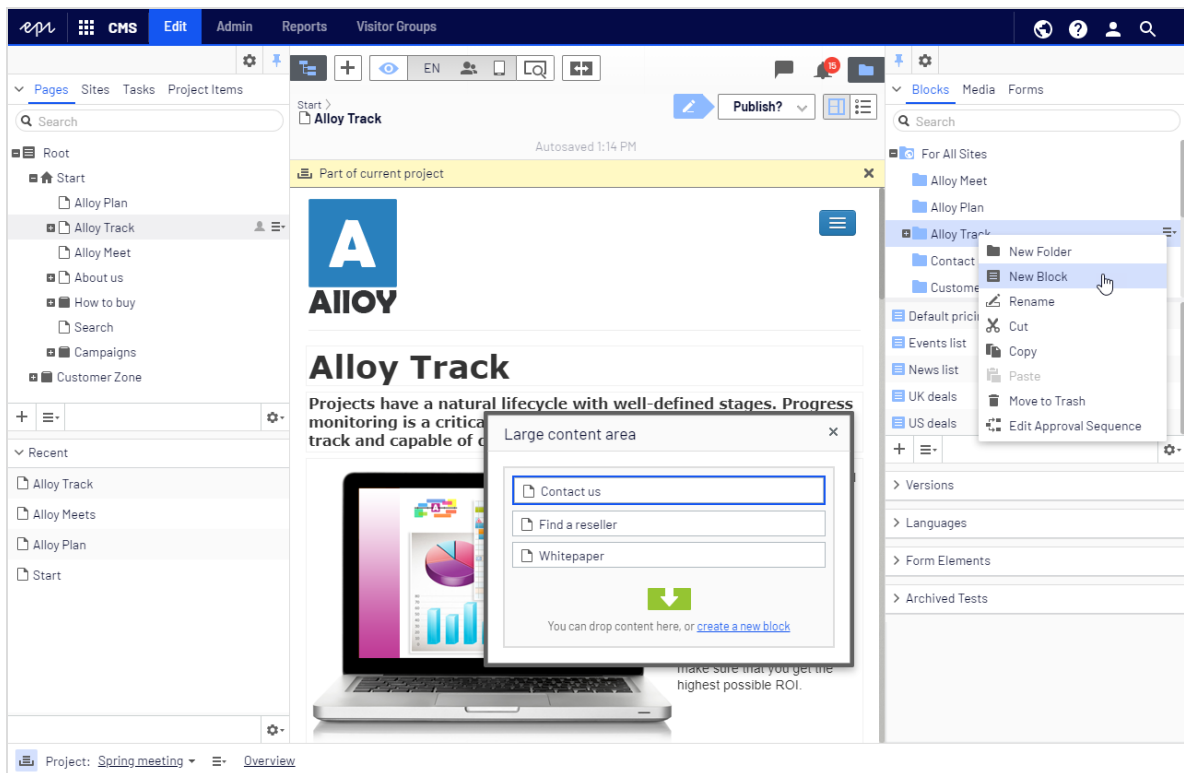 epi CMS Edit Admin Reports Visitor Groups
Pages Sites Tasks Project Items
Search
Root
Start
Alloy Plan
Alloy Track
Alloy Meet
About us
How to buy
Search
Campaigns
Customer Zone
Recent
Alloy Track
Alloy Meets
Alloy Plan
Start
EN
15
Start
Alloy Track
Publish?
Autosaved 1:14 PM
Part of current project
A
AllOY
Alloy Track
Projects have a natural lifecycle with well-defined stages. Progress
monitoring is a critica
track and capable of d
Large content area
Contact us
Find a reseller
Whitepaper
You can drop content here, or create a new block
make sure that you get the
highest possible ROI.
Blocks Media Forms
Search
For All Sites
Alloy Meet
Alloy Plan
Alloy Track
Contact
Custome
Default prici
Events list
News list
UK deals
US deals
New Folder
New Block
Rename
Cut
Copy
Paste
Move to Trash
Edit Approval Sequence
Versions
Languages
Form Elements
Archived Tests
Project: Spring meeting Overview